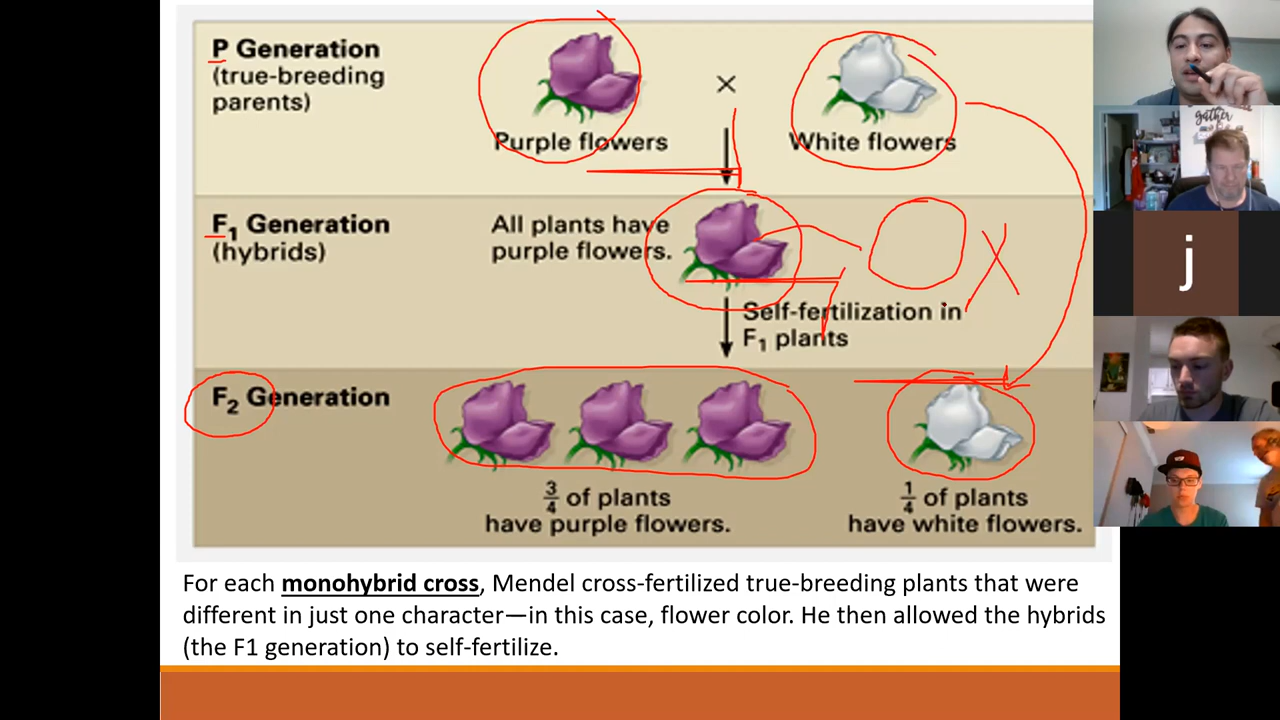 P Generation
(true-breeding
parents)
×
Purple flowers
White flowers
F1 Generation
(hybrids)
All plants have
purple flowers.
X
Self-fertilization in
F1 plants
F2 Generation
3/4 of plants
have purple flowers.
1/4 of plants
have white flowers.
For each monohybrid cross, Mendel cross-fertilized true-breeding plants that were
different in just one character—in this case, flower color. He then allowed the hybrids
(the F1 generation) to self-fertilize.
gather
j